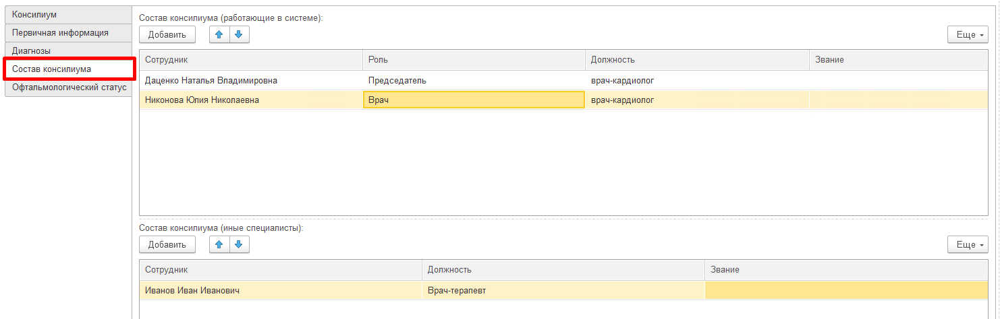 Консилиум
Первичная информация
Диагнозы
Состав консилиума
Офтальмологический статус
Состав консилиума (работающие в системе):
Добавить Еще
Сотрудник Роль Должность Звание
Даценко Наталья Владимировна Председатель врач-кардиолог
Никонова Юлия Николаевна Врач врач-кардиолог
Состав консилиума (иные специалисты):
Добавить Еще
Сотрудник Должность Звание
Иванов Иван Иванович Врач-терапевт